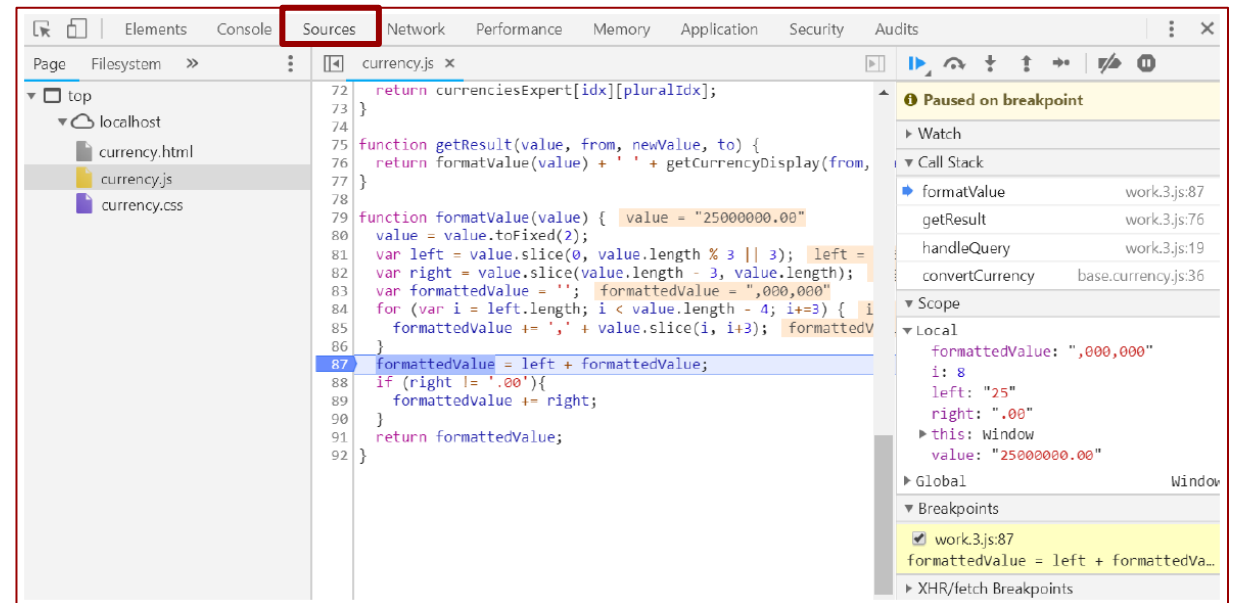 Elements Console Sources Network Performance Memory Application Security Audits
Page Filesystem »
top
localhost
currency.html
currency.js
currency.css
currency.js ×
72 return currenciesExpert[idx][pluralIdx];
73 }
74
75 function getResult(value, from, newValue, to) {
76 return formatValue(value) + ' ' + getCurrencyDisplay(from,
77 }
78
79 function formatValue(value) { value = "25000000.00"
80 value = value.toFixed(2);
81 var left = value.slice(0, value.length % 3 || 3); left =
82 var right = value.slice(value.length - 3, value.length);
83 var formattedValue = ''; formattedValue = ",000,000"
84 for (var i = left.length; i < value.length - 4; i+=3) { i
85 formattedValue += ',' + value.slice(i, i+3); formattedV
86 }
87 formattedValue = left + formattedValue;
88 if (right != '.00'){
89 formattedValue += right;
90 }
91 return formattedValue;
92 }
Paused on breakpoint
Watch
Call Stack
formatValue work.3.js:87
getResult work.3.js:76
handleQuery work.3.js:19
convertCurrency base.currency.js:36
Scope
Local
formattedValue: ",000,000"
i: 8
left: "25"
right: ".00"
this: Window
value: "25000000.00"
Global Window
Breakpoints
work.3.js:87
formattedValue = left + formattedVa…
XHR/fetch Breakpoints